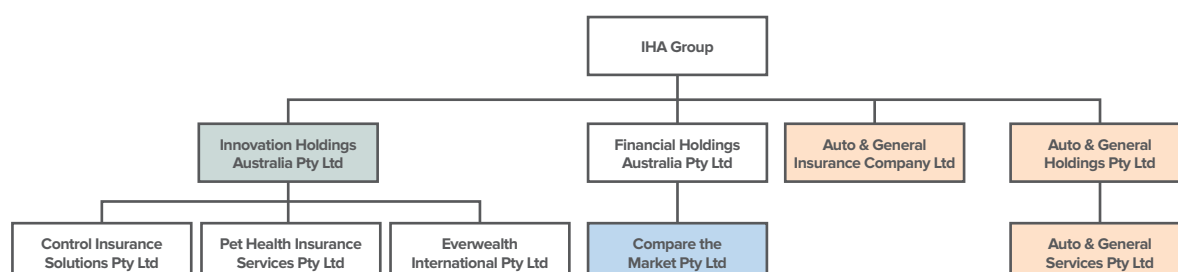 IHA Group
Innovation Holdings
Australia Pty Ltd
Financial Holdings
Australia Pty Ltd
Auto & General
Insurance Company Ltd
Auto & General
Holdings Pty Ltd
Control Insurance
Solutions Pty Ltd
Pet Health Insurance
Services Pty Ltd
Everwealth
International Pty Ltd
Compare the
Market Pty Ltd
Auto & General
Services Pty Ltd